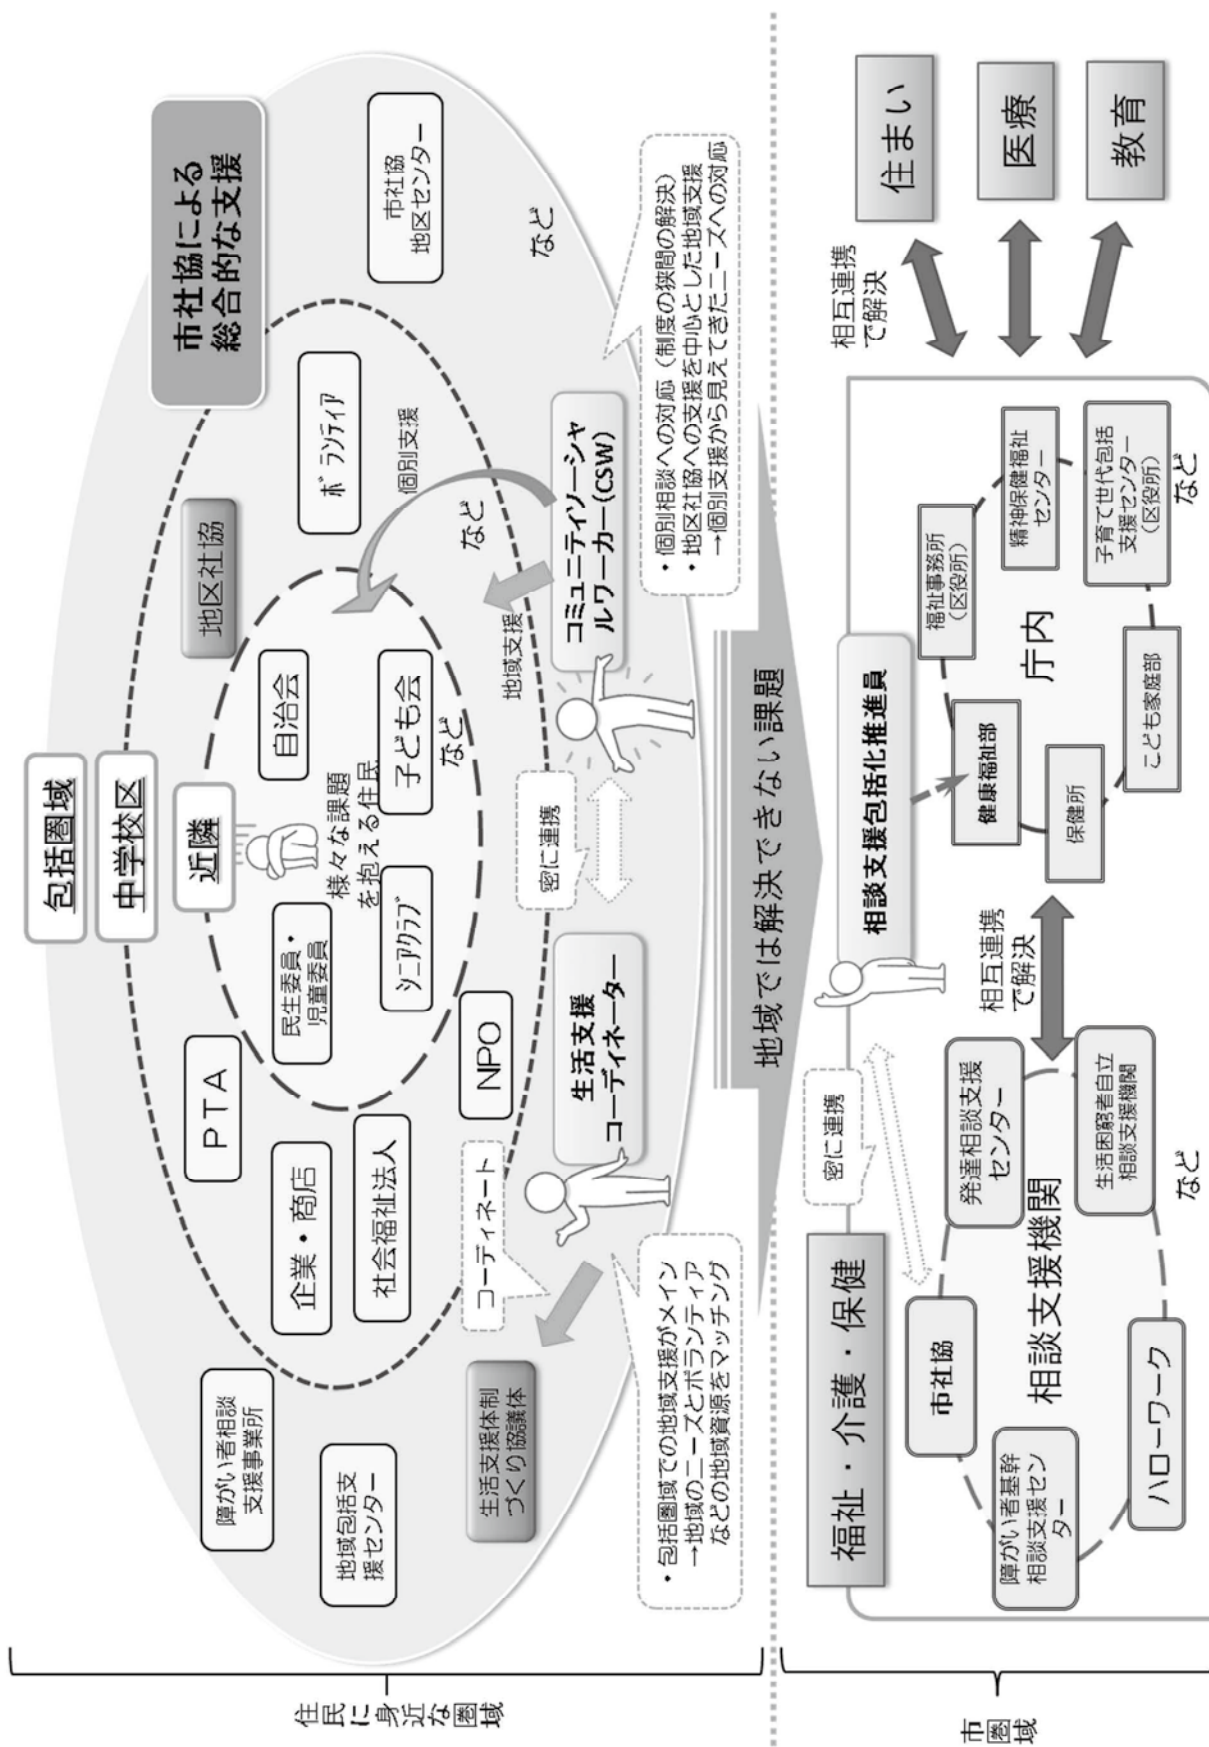 住民に身近な圏域
包括圏域
中学校区
近隣
市社協による
総合的な支援
地区社協
様々な課題
を抱える住民
民生委員・
児童委員
自治会
シニアクラブ
子ども会
など
PTA
企業・商店
社会福祉法人
NPO
ボランティア
など
障がい者相談
支援事業所
地域包括支
援センター
市社協
地区センター
など
生活支援体制
づくり協議体
コーディネート
生活支援
コーディネーター
密に連携
コミュニティソーシャ
ルワーカー(CSW)
地域支援
個別支援
・包括圏域での地域支援がメイン
→地域のニーズとボランティア
などの地域資源をマッチング
・個別相談への対応(制度の狭間の解決)
・地区社協への支援を中心とした地域支援
→個別支援から見えてきたニーズへの対応
地域では解決できない課題
市圏域
福祉・介護・保健
密に連携
相談支援包括化推進員
市社協
発達相談支援
センター
相談支援機関
障がい者基幹
相談支援セン
ター
生活困窮者自立
相談支援機関
ハローワーク
など
相互連携
で解決
健康福祉部
福祉事務所
(区役所)
精神保健福祉
センター
庁内
保健所
こども家庭部
子育て世代包括
支援センター
(区役所)
など
相互連携
で解決
住まい
医療
教育